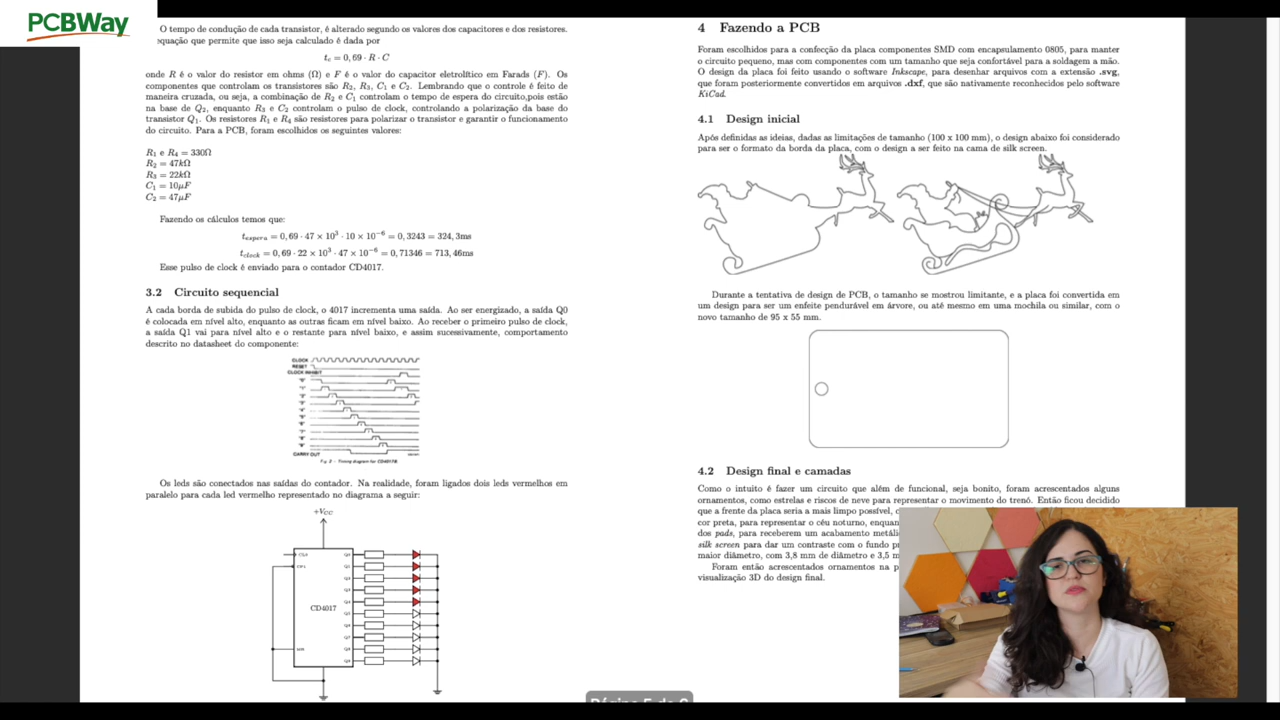 PCBWay
O tempo de condução de cada transistor, é alterado segundo os valores dos capacitores e dos resistores.
equação que permite que isso seja calculado é dada por
t_c = 0,69 · R · C
onde R é o valor do resistor em ohms (Ω) e F é o valor do capacitor eletrolítico em Farads (F). Os
componentes que controlam os transistores são R₂, R₃, C₁ e C₂. Lembrando que o controle é feito de
maneira cruzada, ou seja, a combinação de R₂ e C₁ controlam o tempo de espera do circuito,pois estão
na base de Q₂, enquanto R₃ e C₂ controlam o pulso de clock, controlando a polarização da base do
transistor Q₁. Os resistores R₁ e R₄ são resistores para polarizar o transistor e garantir o funcionamento
do circuito. Para a PCB, foram escolhidos os seguintes valores:
R₁ e R₄ = 330Ω
R₂ = 47kΩ
R₃ = 22kΩ
C₁ = 10μF
C₂ = 47μF
Fazendo os cálculos temos que:
t_espera = 0,69 · 47 × 10³ · 10 × 10⁻⁶ = 0,3243 = 324,3ms
t_clock = 0,69 · 22 × 10³ · 47 × 10⁻⁶ = 0,71346 = 713,46ms
Esse pulso de clock é enviado para o contador CD4017.
3.2 Circuito sequencial
A cada borda de subida do pulso de clock, o 4017 incrementa uma saída. Ao ser energizado, a saída Q0
é colocada em nível alto, enquanto as outras ficam em nível baixo. Ao receber o primeiro pulso de clock,
a saída Q1 vai para nível alto e o restante para nível baixo, e assim sucessivamente, comportamento
descrito no datasheet do componente:
CLOCK
RESET
CLOCK INHIBIT
CARRY OUT
Fig. 2 - Timing diagram for CD4017B.
Os leds são conectados nas saídas do contador. Na realidade, foram ligados dois leds vermelhos em
paralelo para cada led vermelho representado no diagrama a seguir:
+V_CC
CD4017
4 Fazendo a PCB
Foram escolhidos para a confecção da placa componentes SMD com encapsulamento 0805, para manter
o circuito pequeno, mas com componentes com um tamanho que seja confortável para a soldagem a mão.
O design da placa foi feito usando o software Inkscape, para desenhar arquivos com a extensão .svg,
que foram posteriormente convertidos em arquivos .dxf, que são nativamente reconhecidos pelo software
KiCad.
4.1 Design inicial
Após definidas as ideias, dadas as limitações de tamanho (100 x 100 mm), o design abaixo foi considerado
para ser o formato da borda da placa, com o design a ser feito na cama de silk screen.
Durante a tentativa de design de PCB, o tamanho se mostrou limitante, e a placa foi convertida em
um design para ser um enfeite pendurável em árvore, ou até mesmo em uma mochila ou similar, com o
novo tamanho de 95 x 55 mm.
4.2 Design final e camadas
Como o intuito é fazer um circuito que além de funcional, seja bonito, foram acrescentados alguns
ornamentos, como estrelas e riscos de neve para representar o movimento do trenó. Então ficou decidido
que a frente da placa seria a mais limpo possível,
cor preta, para representar o céu noturno,
dos pads, para receberem um acabamento
silk screen para dar um contraste com o fundo
maior diâmetro, com 3,8 mm de diâmetro e 3,5
Foram então acrescentados ornamentos na
visualização 3D do design final.